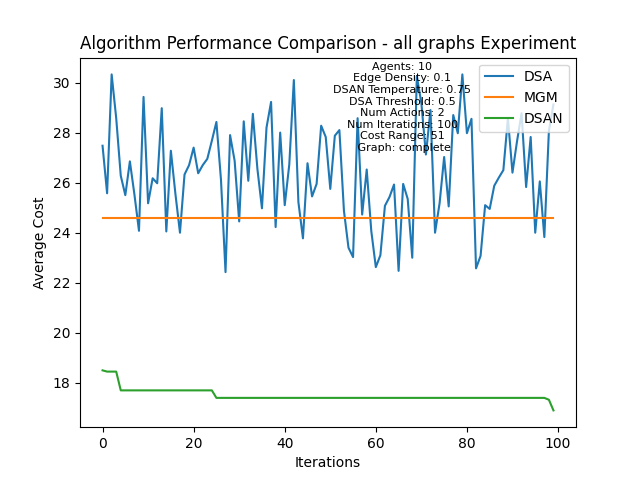 Algorithm Performance Comparison - all graphs Experiment
Agents: 10
Edge Density: 0.1
DSAN Temperature: 0.75
DSA Threshold: 0.5
Num Actions: 2
Num Iterations: 100
Cost Range: 51
Graph: complete
DSA
MGM
DSAN
Average Cost
30
28
26
24
22
20
18
0
20
40
60
80
100
Iterations